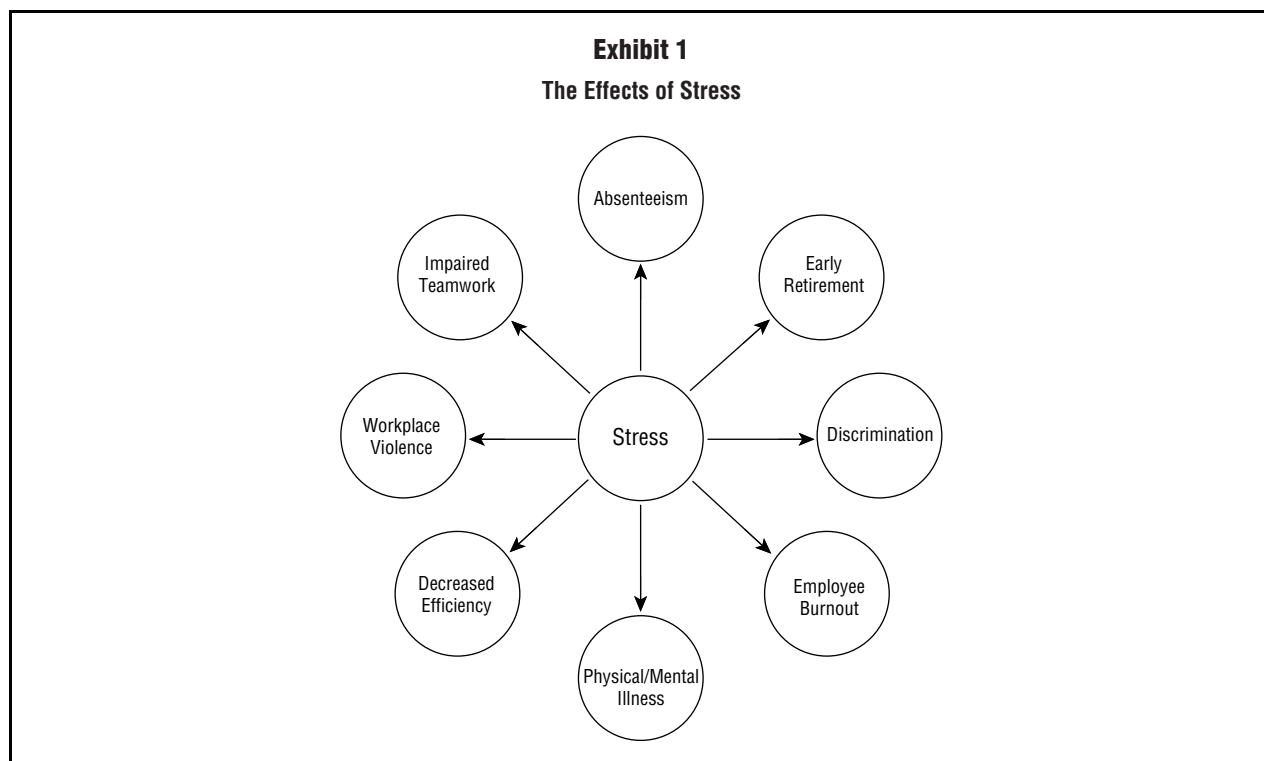 Exhibit 1
The Effects of Stress
Absenteeism
Impaired
Teamwork
Early
Retirement
Workplace
Violence
Stress
Discrimination
Decreased
Efficiency
Employee
Burnout
Physical/Mental
Illness